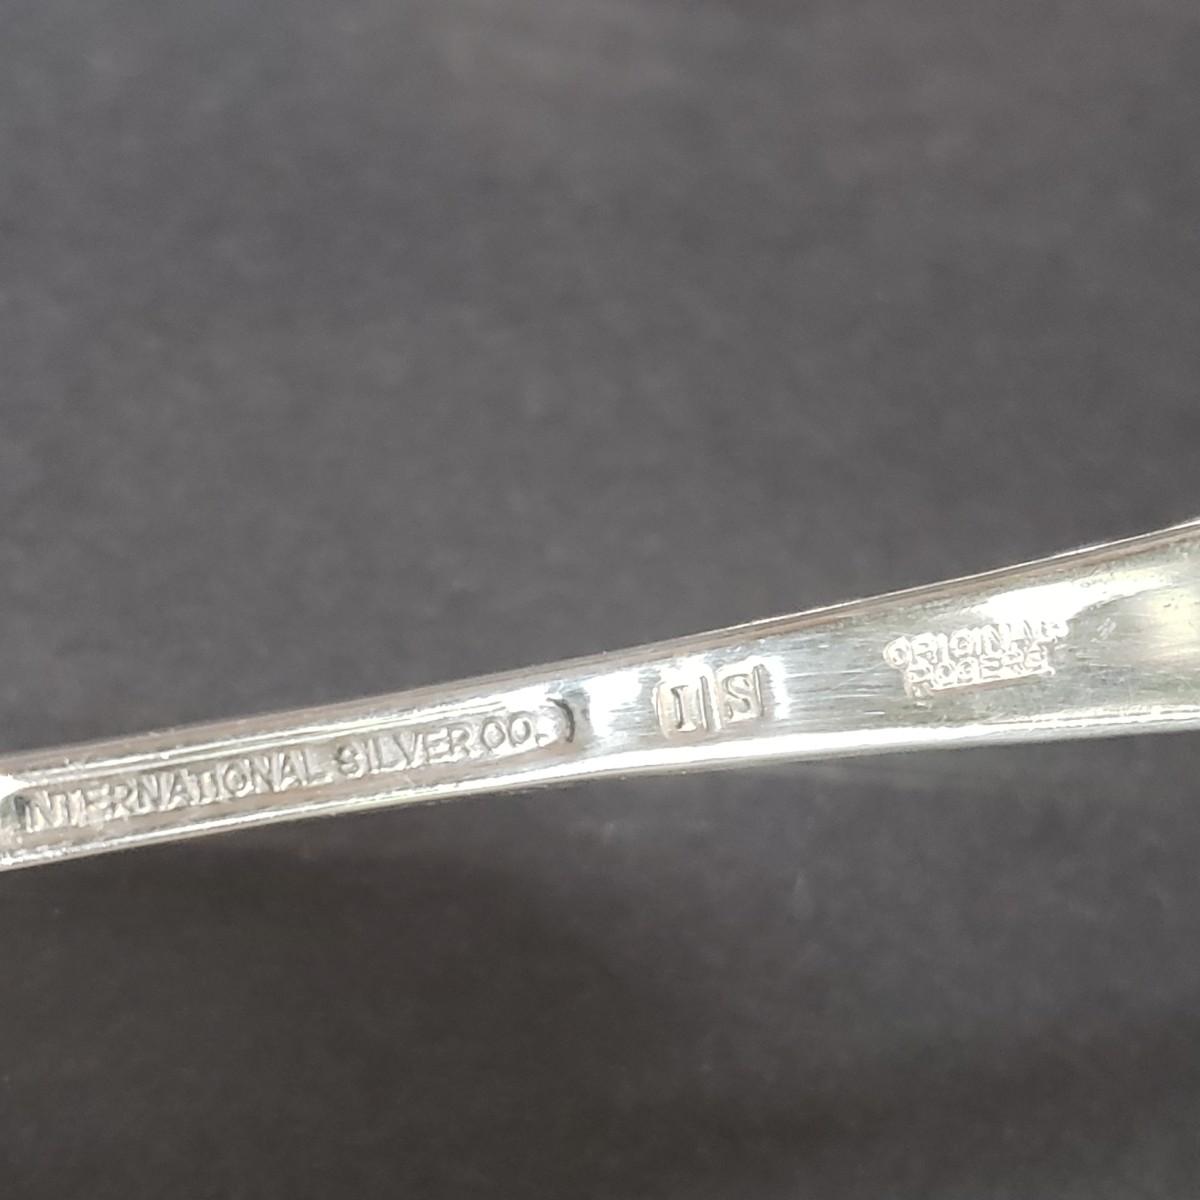 INTERNATIONAL SILVER CO. I S
ORIGINAL
ROGERS